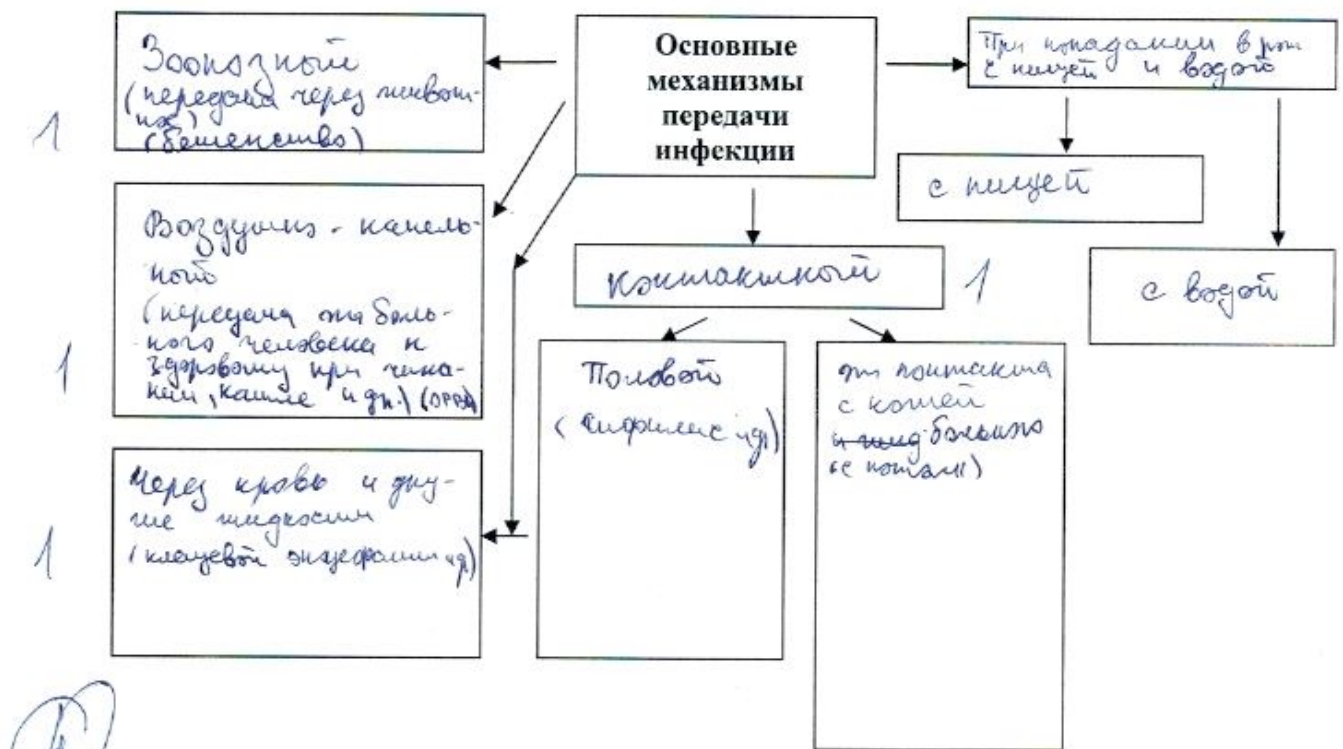 Зоонозный
(передача через живот-
ных)
(бешенство)
1
Основные
механизмы
передачи
инфекции
При попадании в рот
с пищей и водой
с пищей
с водой
Воздушно-капель-
ной
(передача от боль-
ного человека к
здоровому при чиха-
нии, кашле и др.) (ОРВИ)
1
контактный
1
Половой
(сифилис и др)
от контакта
с кожей
больного
Через кровь и дру-
гие жидкости
(клещевой энцефалит и др)
1